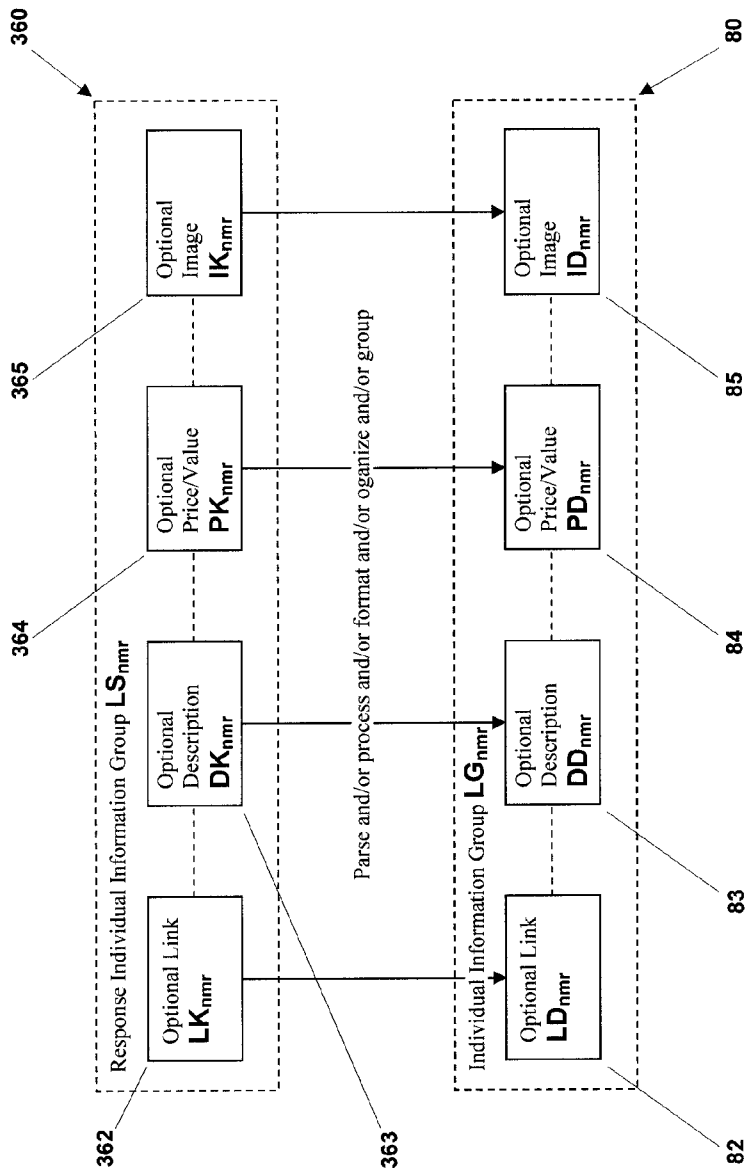 360
365
364
362
363
Response Individual Information Group LSnmr
Optional Link
LKnmr
Optional
Description
DKnmr
Optional
Price/Value
PKnmr
Optional
Image
IKnmr
Parse and/or process and/or format and/or oganize and/or group
Individual Information Group LGnmr
Optional Link
LDnmr
Optional
Description
DDnmr
Optional
Price/Value
PDnmr
Optional
Image
IDnmr
82
83
84
85
80